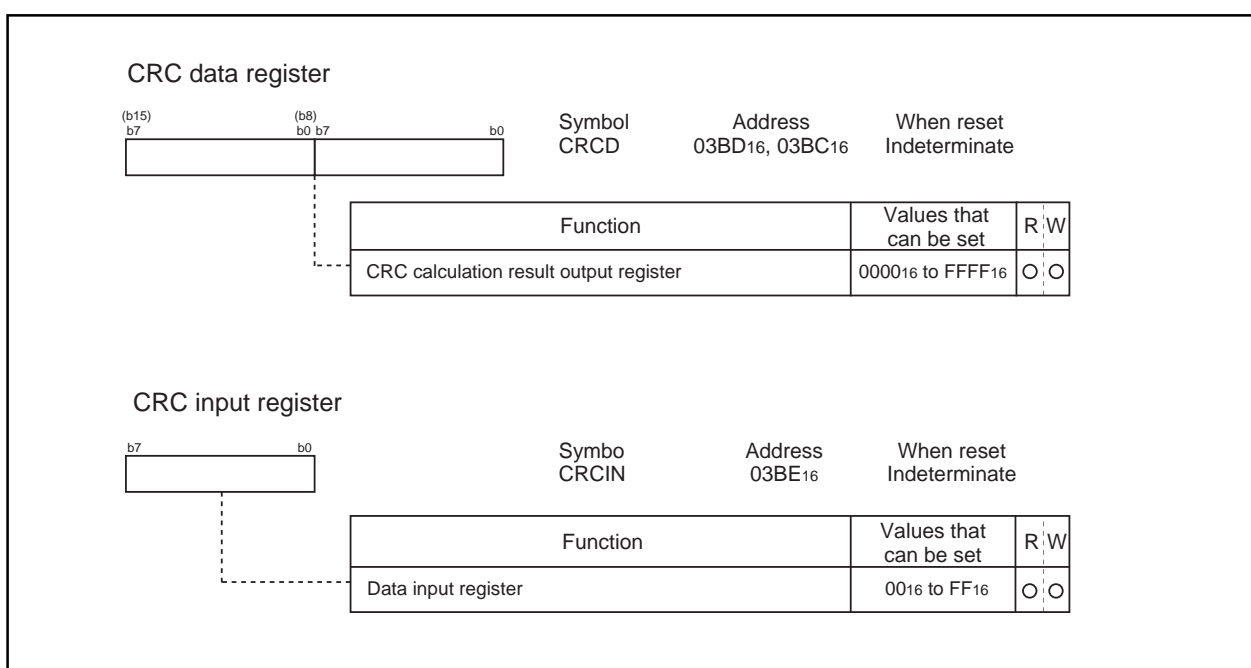 CRC data register
(b15) (b8)
b7 b0 b7 b0
Symbol Address When reset
CRCD 03BD16, 03BC16 Indeterminate
Function Values that can be set R W
CRC calculation result output register 000016 to FFFF16 O O
CRC input register
b7 b0
Symbo Address When reset
CRCIN 03BE16 Indeterminate
Function Values that can be set R W
Data input register 0016 to FF16 O O